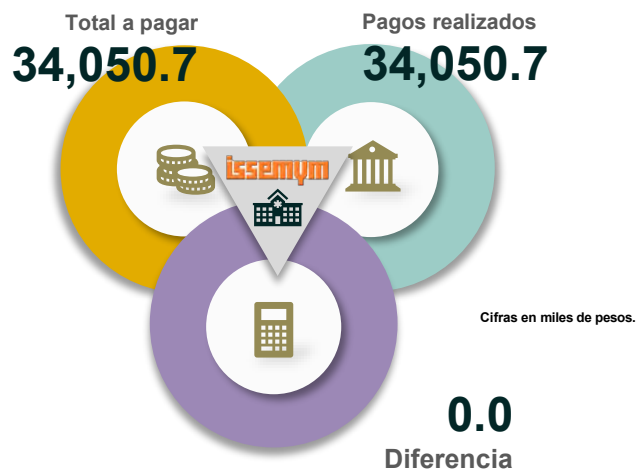 Total a pagar
34,050.7
Pagos realizados
34,050.7
issemym
Cifras en miles de pesos.
0.0
Diferencia